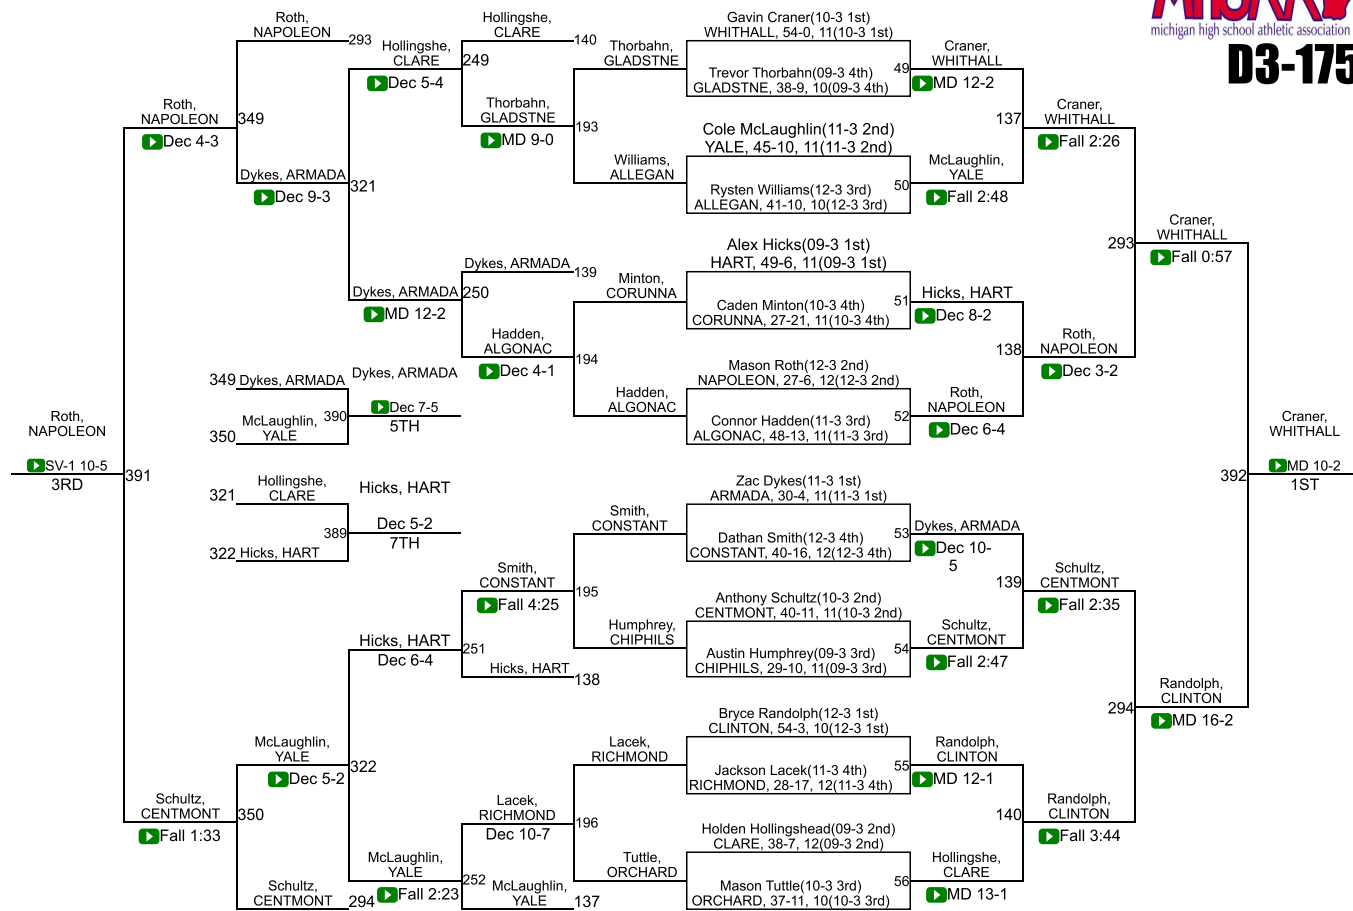 MHSAA
michigan high school athletic association
D3-175
Roth,
NAPOLEON
293
Hollingshe,
CLARE
Dec 5-4
Hollingshe,
CLARE
140
249
Thorbahn,
GLADSTNE
MD 9-0
Thorbahn,
GLADSTNE
193
Williams,
ALLEGAN
Gavin Craner(10-3 1st)
WHITHALL, 54-0, 11(10-3 1st)
Trevor Thorbahn(09-3 4th)
GLADSTNE, 38-9, 10(09-3 4th)
49
Craner,
WHITHALL
MD 12-2
Cole McLaughlin(11-3 2nd)
YALE, 45-10, 11(11-3 2nd)
Rysten Williams(12-3 3rd)
ALLEGAN, 41-10, 10(12-3 3rd)
50
McLaughlin,
YALE
Fall 2:48
137
Craner,
WHITHALL
Fall 2:26
Roth,
NAPOLEON
Dec 4-3
349
Dykes, ARMADA
Dec 9-3
321
Dykes, ARMADA
MD 12-2
Dykes, ARMADA
139
250
Hadden,
ALGONAC
Dec 4-1
Minton,
CORUNNA
194
Hadden,
ALGONAC
Alex Hicks(09-3 1st)
HART, 49-6, 11(09-3 1st)
Caden Minton(10-3 4th)
CORUNNA, 27-21, 11(10-3 4th)
51
Hicks, HART
Dec 8-2
Mason Roth(12-3 2nd)
NAPOLEON, 27-6, 12(12-3 2nd)
Connor Hadden(11-3 3rd)
ALGONAC, 48-13, 11(11-3 3rd)
52
Roth,
NAPOLEON
Dec 6-4
138
Roth,
NAPOLEON
Dec 3-2
293
Craner,
WHITHALL
Fall 0:57
349
Dykes, ARMADA
Dykes, ARMADA
390
Dec 7-5
5TH
350
McLaughlin,
YALE
Roth,
NAPOLEON
SV-1 10-5
3RD
391
321
Hollingshe,
CLARE
Hicks, HART
389
Dec 5-2
7TH
322
Hicks, HART
Craner,
WHITHALL
392
MD 10-2
1ST
Smith,
CONSTANT
Fall 4:25
Smith,
CONSTANT
195
Humphrey,
CHIPHILS
Zac Dykes(11-3 1st)
ARMADA, 30-4, 11(11-3 1st)
Dathan Smith(12-3 4th)
CONSTANT, 40-16, 12(12-3 4th)
53
Dykes, ARMADA
Dec 10-
5
Anthony Schultz(10-3 2nd)
CENTMONT, 40-11, 11(10-3 2nd)
Austin Humphrey(09-3 3rd)
CHIPHILS, 29-10, 11(09-3 3rd)
54
Schultz,
CENTMONT
Fall 2:47
139
Schultz,
CENTMONT
Fall 2:35
Hicks, HART
Dec 6-4
251
Hicks, HART
138
294
Randolph,
CLINTON
MD 16-2
McLaughlin,
YALE
Dec 5-2
322
Lacek,
RICHMOND
Dec 10-7
Lacek,
RICHMOND
196
Tuttle,
ORCHARD
Bryce Randolph(12-3 1st)
CLINTON, 54-3, 10(12-3 1st)
Jackson Lacek(11-3 4th)
RICHMOND, 28-17, 12(11-3 4th)
55
Randolph,
CLINTON
MD 12-1
Holden Hollingshead(09-3 2nd)
CLARE, 38-7, 12(09-3 2nd)
Mason Tuttle(10-3 3rd)
ORCHARD, 37-11, 10(10-3 3rd)
56
Hollingshe,
CLARE
MD 13-1
140
Randolph,
CLINTON
Fall 3:44
Schultz,
CENTMONT
Fall 1:33
350
Schultz,
CENTMONT
294
McLaughlin,
YALE
Fall 2:23
252
McLaughlin,
YALE
137